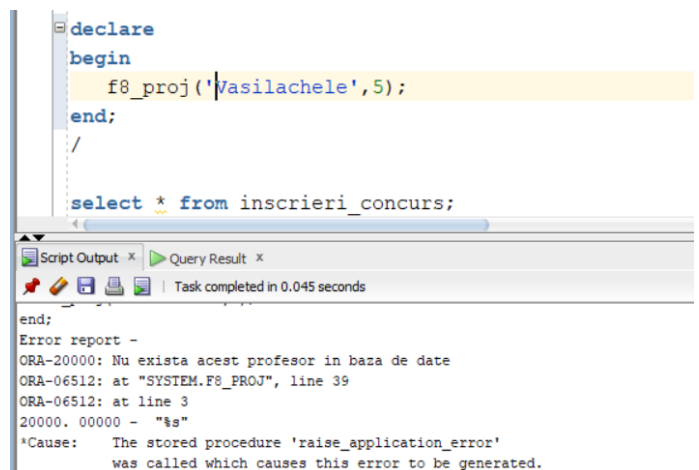 declare
begin
f8_proj('Vasilachele',5);
end;
/
select * from inscrieri_concurs;
Script Output x Query Result x
Task completed in 0.045 seconds
end;
Error report -
ORA-20000: Nu exista acest profesor in baza de date
ORA-06512: at "SYSTEM.F8_PROJ", line 39
ORA-06512: at line 3
20000. 00000 - "%s"
*Cause: The stored procedure 'raise_application_error'
was called which causes this error to be generated.